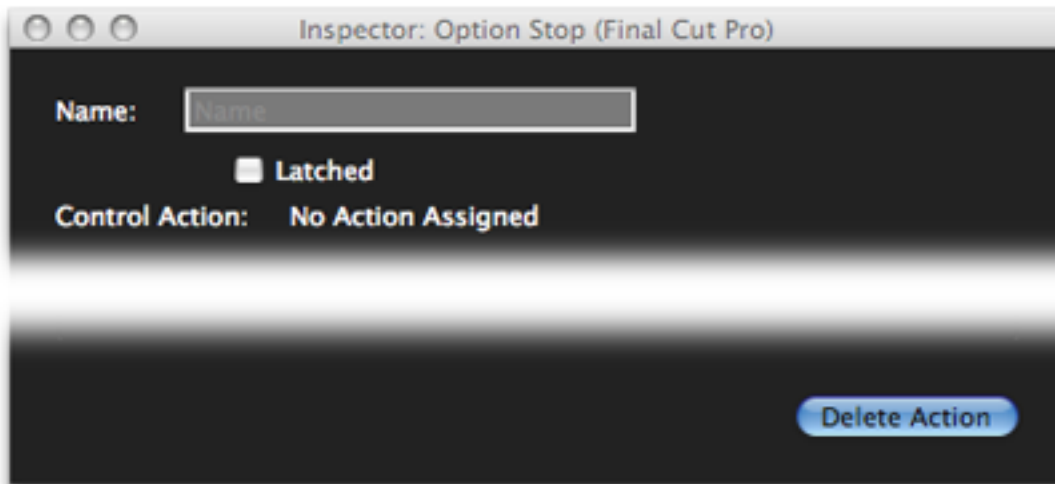 Inspector: Option Stop (Final Cut Pro)
Name: Name
Latched
Control Action: No Action Assigned
Delete Action